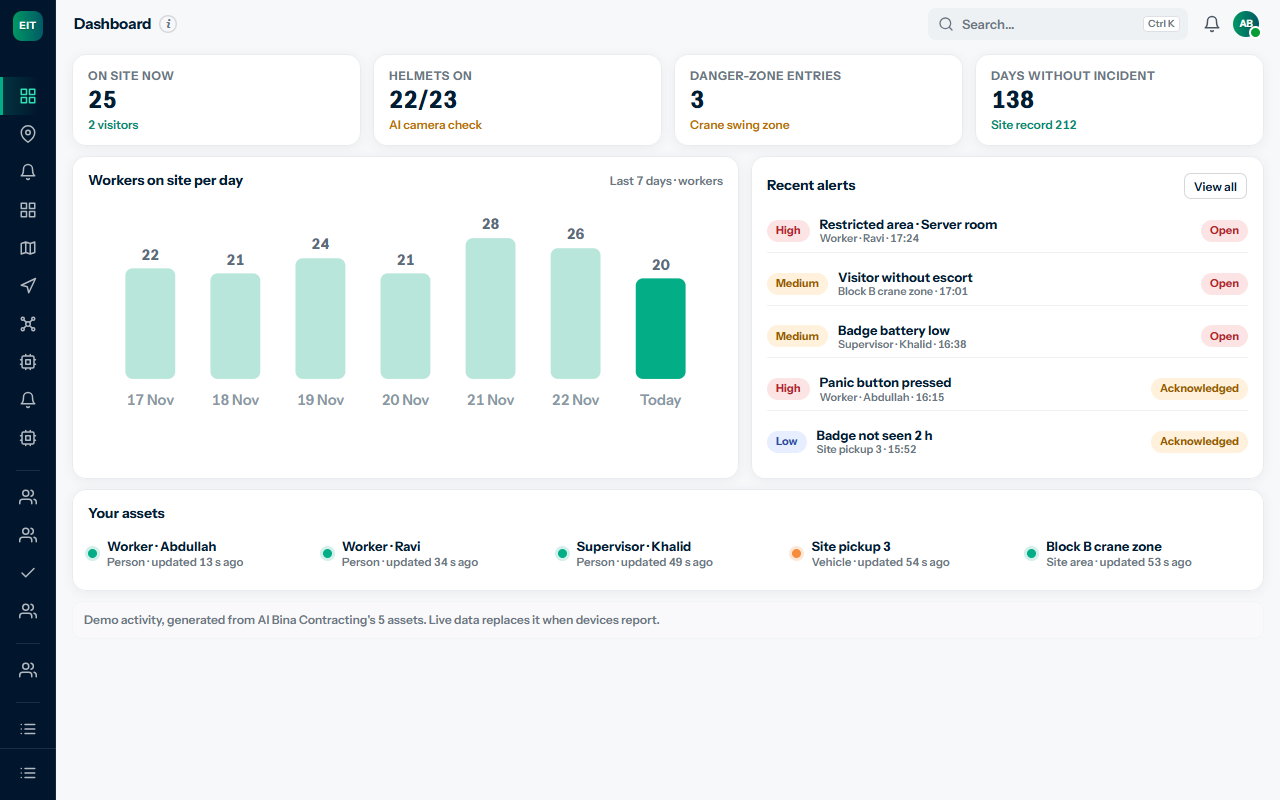 EIT
Dashboard i
Search... Ctrl K
AB
ON SITE NOW
25
2 visitors
HELMETS ON
22/23
AI camera check
DANGER-ZONE ENTRIES
3
Crane swing zone
DAYS WITHOUT INCIDENT
138
Site record 212
Workers on site per day
Last 7 days · workers
22 21 24 21 28 26 20
17 Nov 18 Nov 19 Nov 20 Nov 21 Nov 22 Nov Today
Recent alerts
View all
High Restricted area · Server room Open
Worker · Ravi · 17:24
Medium Visitor without escort Open
Block B crane zone · 17:01
Medium Badge battery low Open
Supervisor · Khalid · 16:38
High Panic button pressed Acknowledged
Worker · Abdullah · 16:15
Low Badge not seen 2 h Acknowledged
Site pickup 3 · 15:52
Your assets
Worker · Abdullah
Person · updated 13 s ago
Worker · Ravi
Person · updated 34 s ago
Supervisor · Khalid
Person · updated 49 s ago
Site pickup 3
Vehicle · updated 54 s ago
Block B crane zone
Site area · updated 53 s ago
Demo activity, generated from Al Bina Contracting's 5 assets. Live data replaces it when devices report.